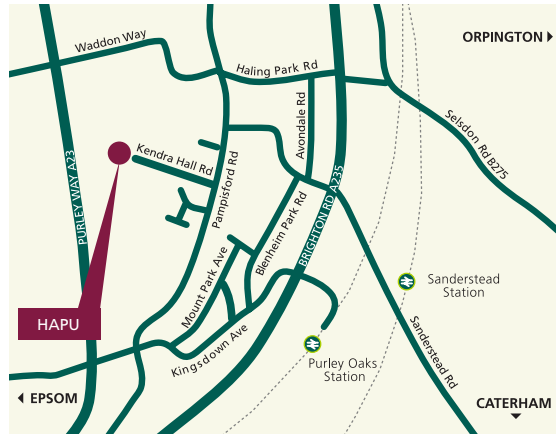 ORPINGTON
Waddon Way
Haling Park Rd
Selsdon Rd B275
Avondale Rd
Kendra Hall Rd
Pampisford Rd
PURLEY WAY A23
BRIGHTON RD A235
Blenheim Park Rd
Mount Park Ave
Sanderstead
Station
HAPU
Kingsdown Ave
Sanderstead Rd
Purley Oaks
Station
EPSOM
CATERHAM